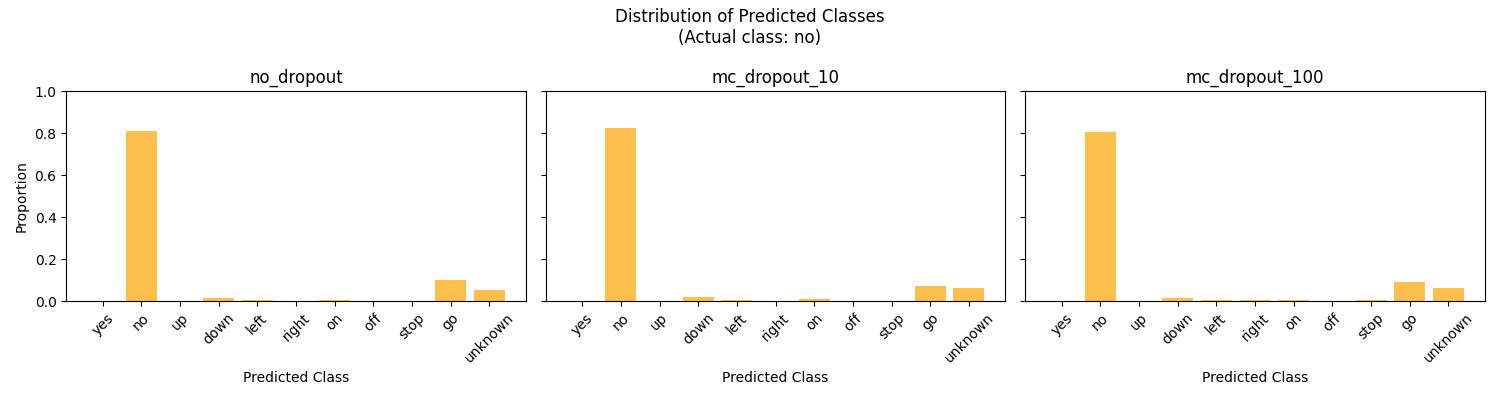 Distribution of Predicted Classes
(Actual class: no)
no_dropout
mc_dropout_10
mc_dropout_100
Proportion
1.0
0.8
0.6
0.4
0.2
0.0
yes no up down left right on off stop go unknown
yes no up down left right on off stop go unknown
yes no up down left right on off stop go unknown
Predicted Class
Predicted Class
Predicted Class